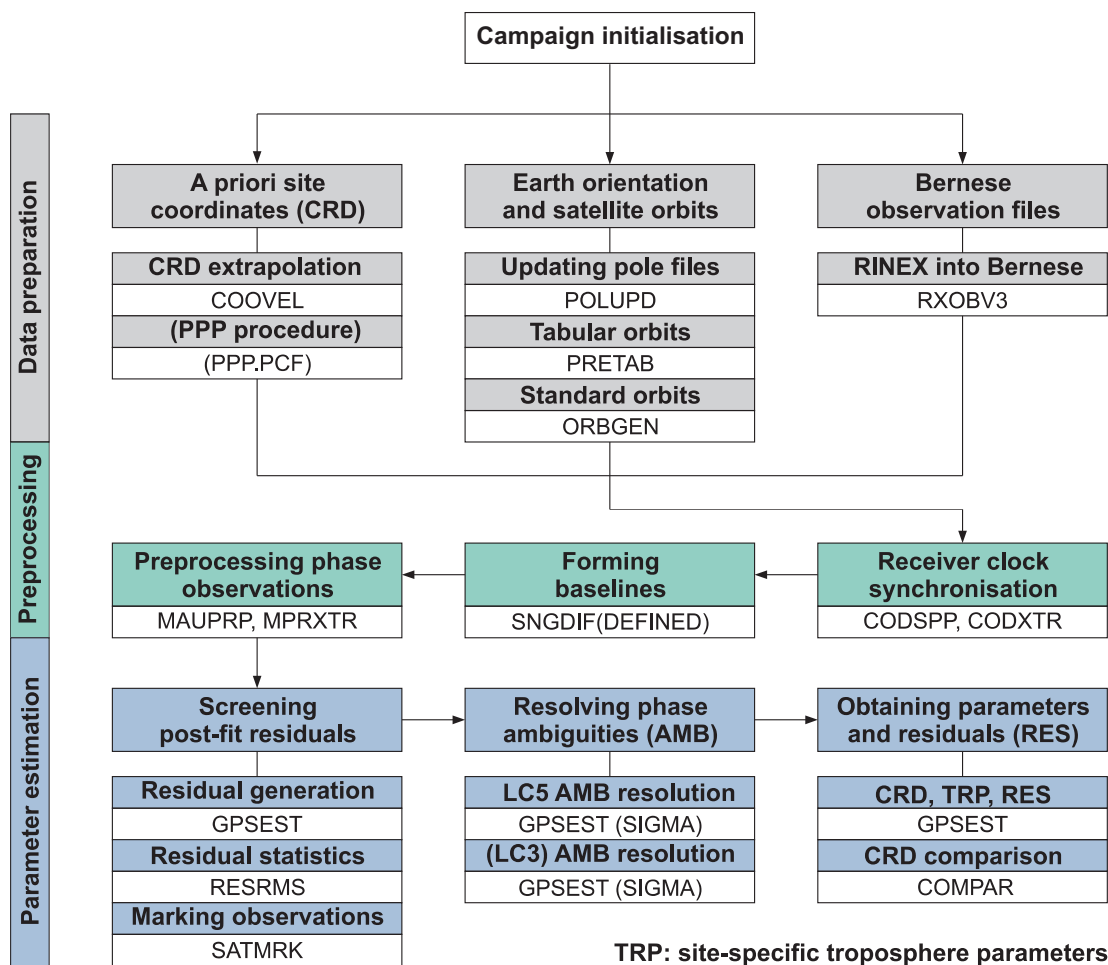 Campaign initialisation
Data preparation
A priori site
coordinates (CRD)
CRD extrapolation
COOVEL
(PPP procedure)
(PPP.PCF)
Earth orientation
and satellite orbits
Updating pole files
POLUPD
Tabular orbits
PRETAB
Standard orbits
ORBGEN
Bernese
observation files
RINEX into Bernese
RXOBV3
Preprocessing
Receiver clock
synchronisation
CODSPP, CODXTR
Forming
baselines
SNGDIF(DEFINED)
Preprocessing phase
observations
MAUPRP, MPRXTR
Parameter estimation
Screening
post-fit residuals
Residual generation
GPSEST
Residual statistics
RESRMS
Marking observations
SATMRK
Resolving phase
ambiguities (AMB)
LC5 AMB resolution
GPSEST (SIGMA)
(LC3) AMB resolution
GPSEST (SIGMA)
Obtaining parameters
and residuals (RES)
CRD, TRP, RES
GPSEST
CRD comparison
COMPAR
TRP: site-specific troposphere parameters